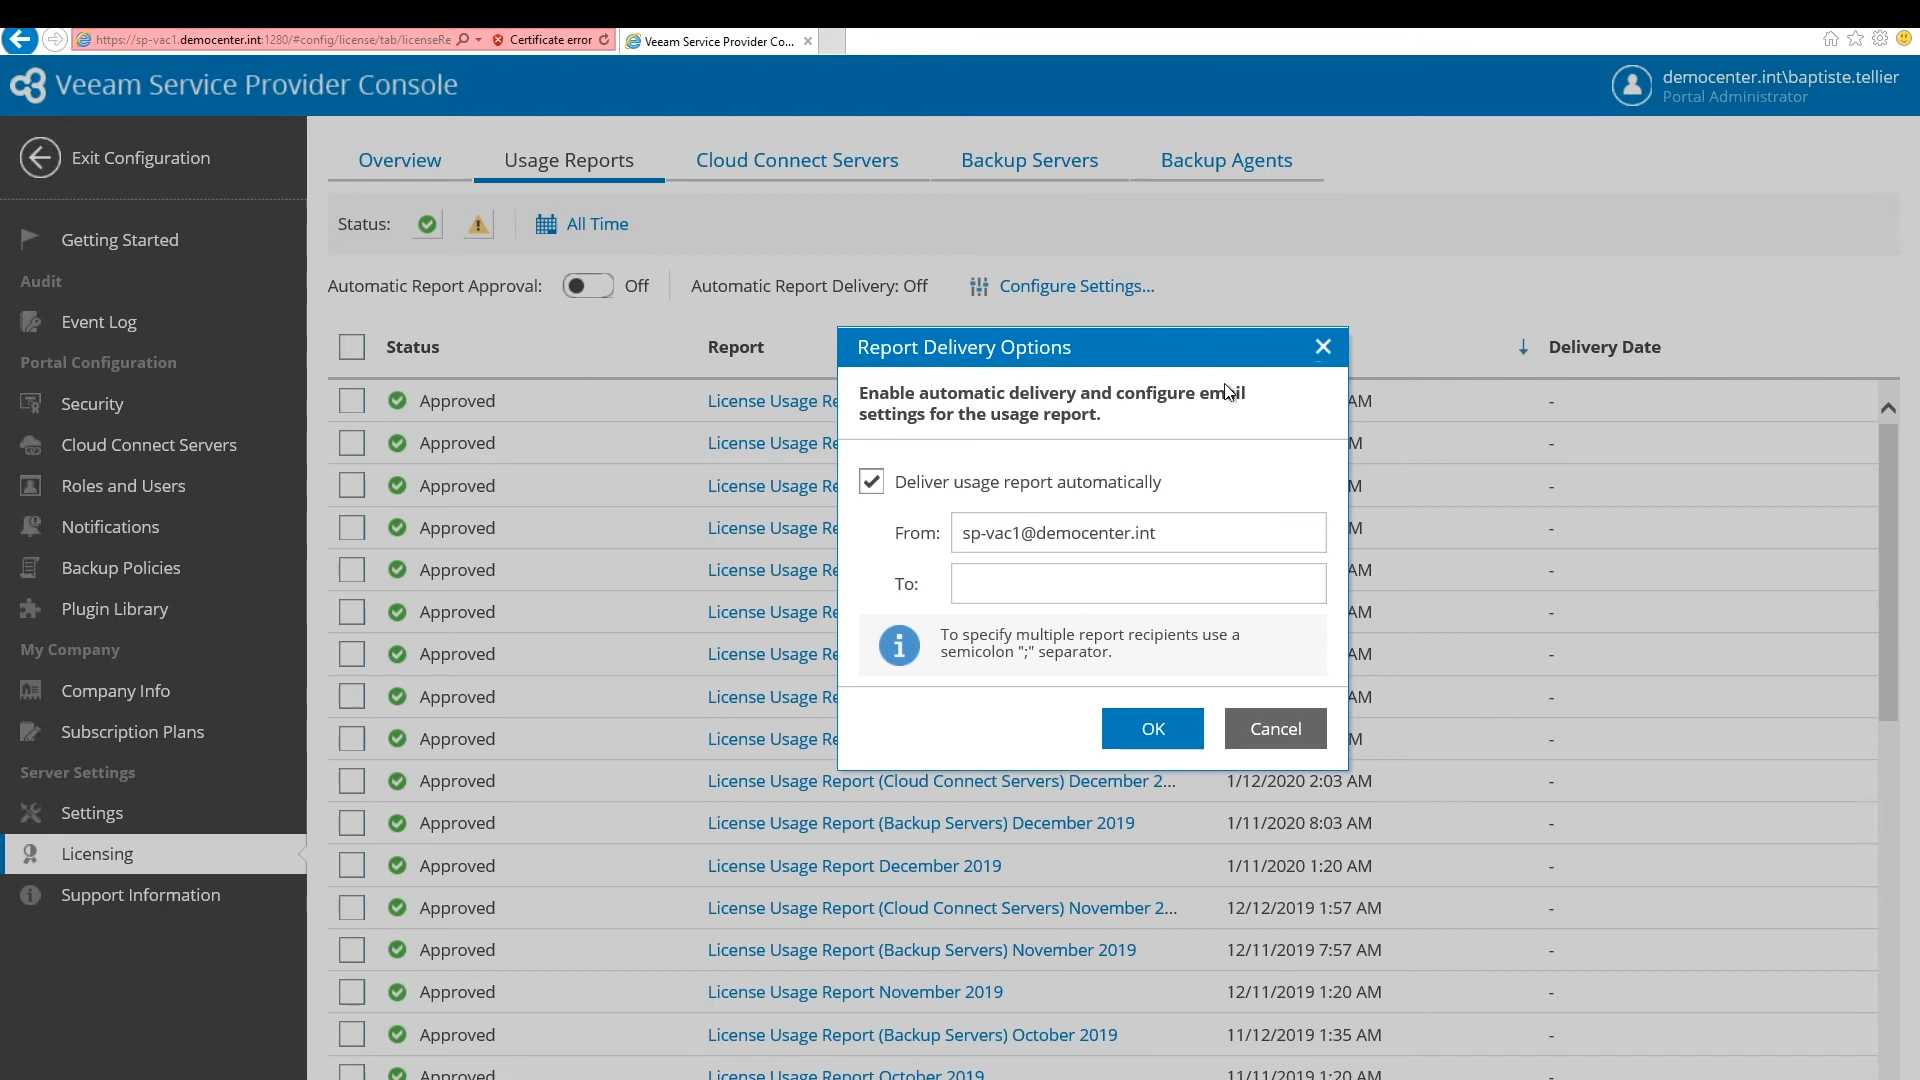 https://sp-vac1.democenter.int:1280/#config/license/tab/licenseRe
Certificate error
Veeam Service Provider Co...
Veeam Service Provider Console
democenter.int\baptiste.tellier
Portal Administrator
Exit Configuration
Getting Started
Audit
Event Log
Portal Configuration
Security
Cloud Connect Servers
Roles and Users
Notifications
Backup Policies
Plugin Library
My Company
Company Info
Subscription Plans
Server Settings
Settings
Licensing
Support Information
Overview
Usage Reports
Cloud Connect Servers
Backup Servers
Backup Agents
Status:
All Time
Automatic Report Approval:
Off
Automatic Report Delivery: Off
Configure Settings...
Status
Report
Delivery Date
Approved
License Usage Re
AM
-
Approved
License Usage Re
M
-
Approved
License Usage Re
M
-
Approved
License Usage Re
M
-
Approved
License Usage Re
AM
-
Approved
License Usage Re
AM
-
Approved
License Usage Re
AM
-
Approved
License Usage Re
AM
-
Approved
License Usage Re
M
-
Approved
License Usage Report (Cloud Connect Servers) December 2...
1/12/2020 2:03 AM
-
Approved
License Usage Report (Backup Servers) December 2019
1/11/2020 8:03 AM
-
Approved
License Usage Report December 2019
1/11/2020 1:20 AM
-
Approved
License Usage Report (Cloud Connect Servers) November 2...
12/12/2019 1:57 AM
-
Approved
License Usage Report (Backup Servers) November 2019
12/11/2019 7:57 AM
-
Approved
License Usage Report November 2019
12/11/2019 1:20 AM
-
Approved
License Usage Report (Backup Servers) October 2019
11/12/2019 1:35 AM
-
Approved
License Usage Report October 2019
11/11/2019 1:20 AM
-
Report Delivery Options
Enable automatic delivery and configure email
settings for the usage report.
Deliver usage report automatically
From:
sp-vac1@democenter.int
To:
To specify multiple report recipients use a
semicolon ";" separator.
OK
Cancel